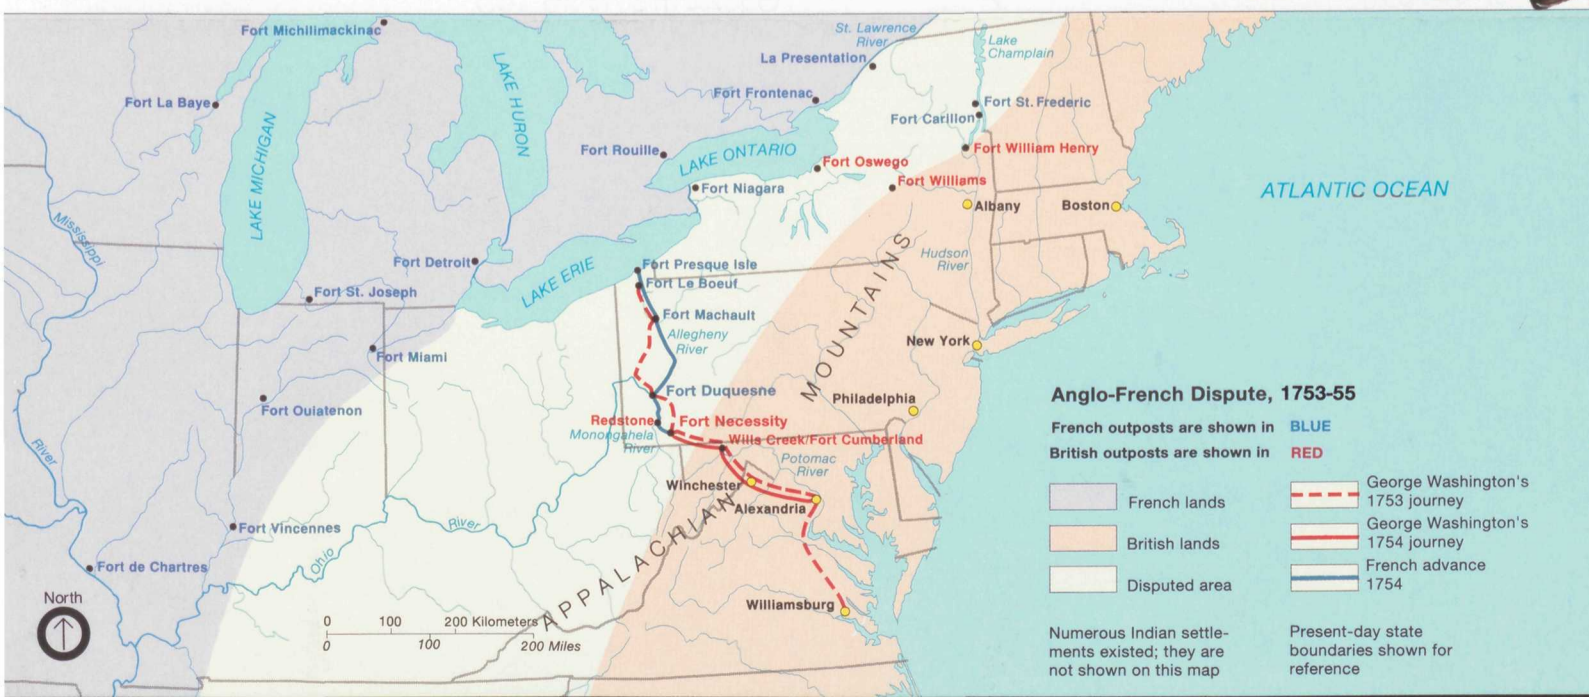 Fort Michilimackinac
St. Lawrence
River
Lake
Champlain
La Presentation
LAKE HURON
Fort La Baye
Fort Frontenac
Fort St. Frederic
Fort Carillon
LAKE MICHIGAN
Fort Rouille
LAKE ONTARIO
Fort Oswego
Fort William Henry
Fort Niagara
Fort Williams
ATLANTIC OCEAN
Albany
Boston
Mississippi
River
Hudson
River
Fort Detroit
LAKE ERIE
Fort Presque Isle
Fort Le Boeuf
Fort St. Joseph
Fort Machault
Allegheny
River
APPALACHIAN MOUNTAINS
New York
Fort Miami
Fort Duquesne
Fort Ouiatenon
Philadelphia
Redstone
Fort Necessity
Monongahela
River
Wills Creek/Fort Cumberland
Potomac
River
Winchester
Alexandria
Fort Vincennes
Ohio River
Fort de Chartres
Williamsburg
North
0 100 200 Kilometers
0 100 200 Miles
Anglo-French Dispute, 1753-55
French outposts are shown in BLUE
British outposts are shown in RED
French lands
British lands
Disputed area
George Washington's
1753 journey
George Washington's
1754 journey
French advance
1754
Numerous Indian settle-
ments existed; they are
not shown on this map
Present-day state
boundaries shown for
reference